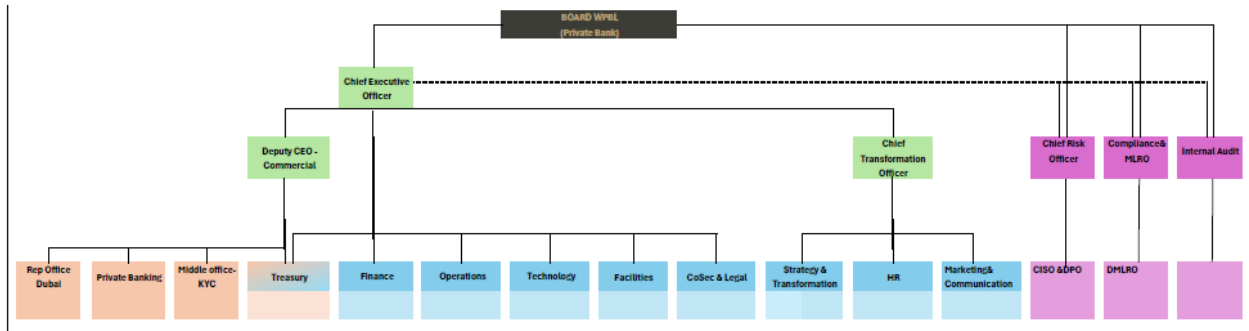 BOARD WPBL
(Private Bank)
Chief Executive
Officer
Deputy CEO -
Commercial
Chief
Transformation
Officer
Chief Risk
Officer
Compliance&
MLRO
Internal Audit
Rep Office
Dubai
Private Banking
Middle office-
KYC
Treasury
Finance
Operations
Technology
Facilities
CoSec & Legal
Strategy &
Transformation
HR
Marketing&
Communication
CISO &DPO
DMLRO